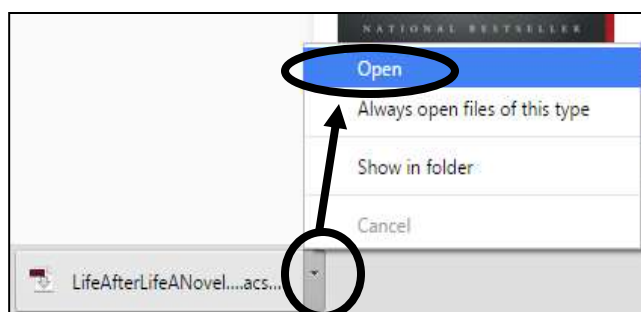 NATIONAL BESTSELLER
Open
Always open files of this type
Show in folder
Cancel
LifeAfterLifeANovel....acs...